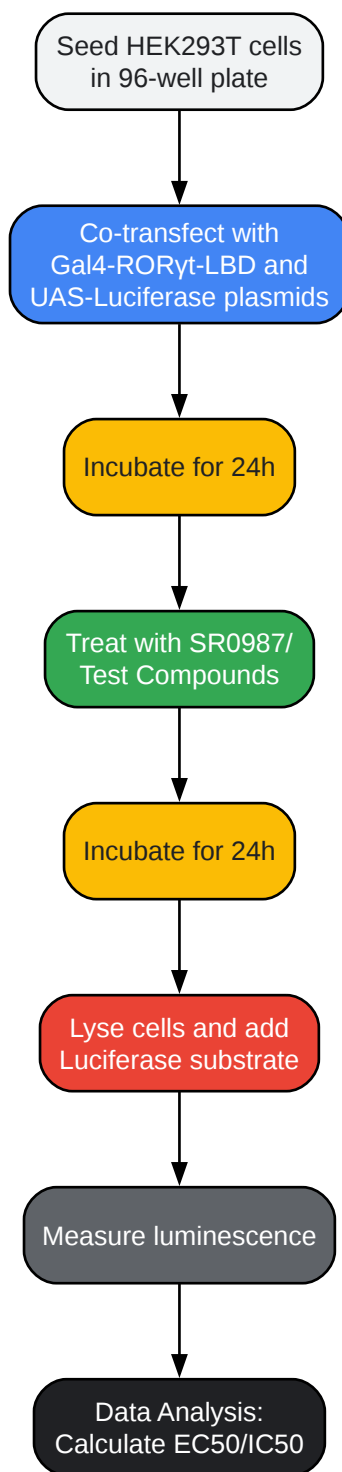 Seed HEK293T cells
in 96-well plate
Co-transfect with
Gal4-RORγt-LBD and
UAS-Luciferase plasmids
Incubate for 24h
Treat with SR0987/
Test Compounds
Incubate for 24h
Lyse cells and add
Luciferase substrate
Measure luminescence
Data Analysis:
Calculate EC50/IC50